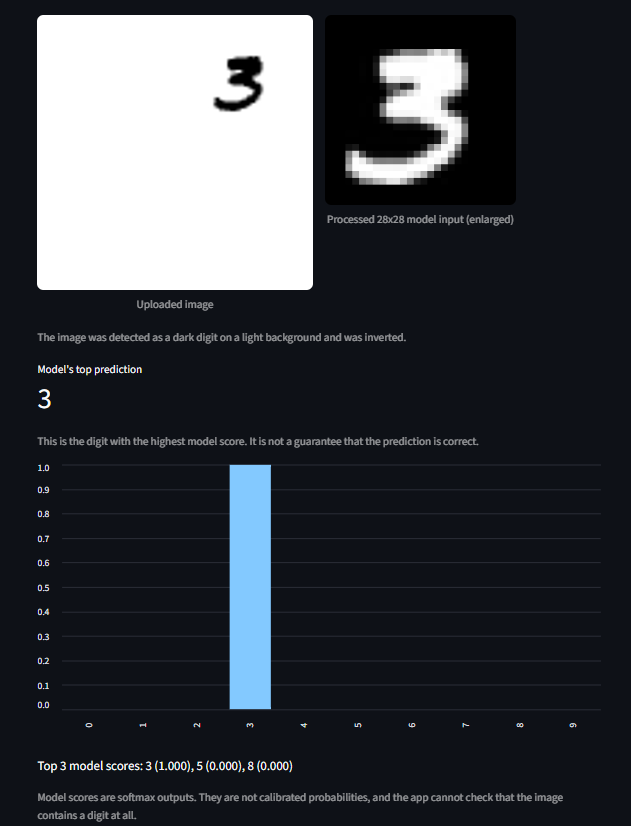 3
3
Processed 28x28 model input (enlarged)
Uploaded image
The image was detected as a dark digit on a light background and was inverted.
Model's top prediction
3
This is the digit with the highest model score. It is not a guarantee that the prediction is correct.
1.0
0.9
0.8
0.7
0.6
0.5
0.4
0.3
0.2
0.1
0.0
0 1 2 3 4 5 6 7 8 9
Top 3 model scores: 3 (1.000), 5 (0.000), 8 (0.000)
Model scores are softmax outputs. They are not calibrated probabilities, and the app cannot check that the image
contains a digit at all.